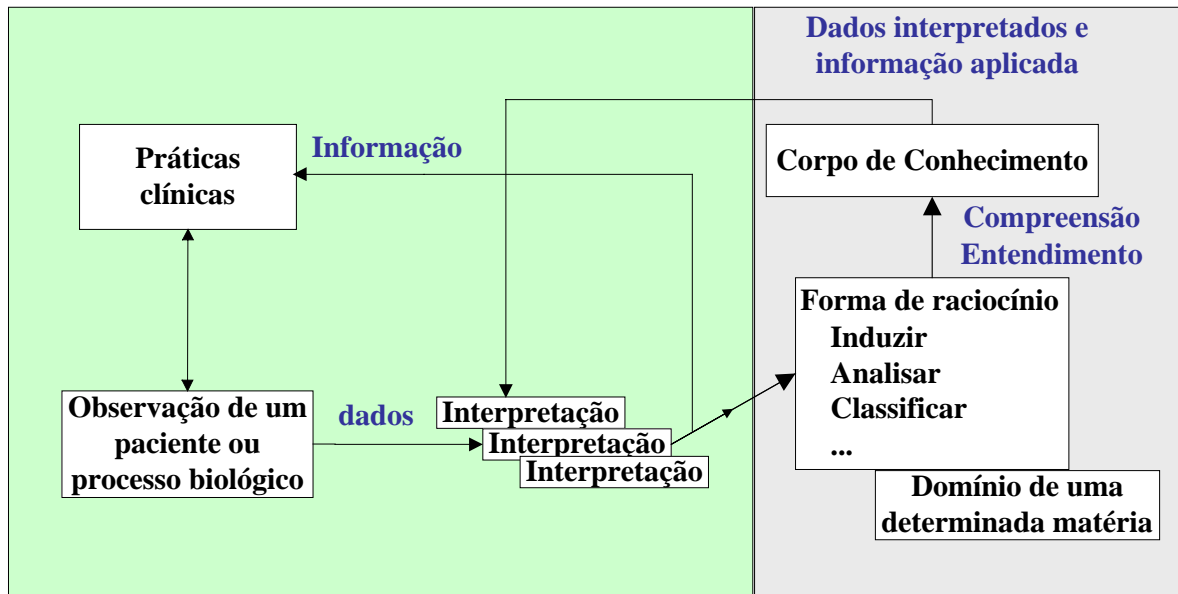 Dados interpretados e
informação aplicada
Práticas
clínicas
Informação
Corpo de Conhecimento
Compreensão
Entendimento
Forma de raciocínio
Induzir
Analisar
Classificar
...
Observação de um
paciente ou
processo biológico
dados
Interpretação
Interpretação
Interpretação
Domínio de uma
determinada matéria